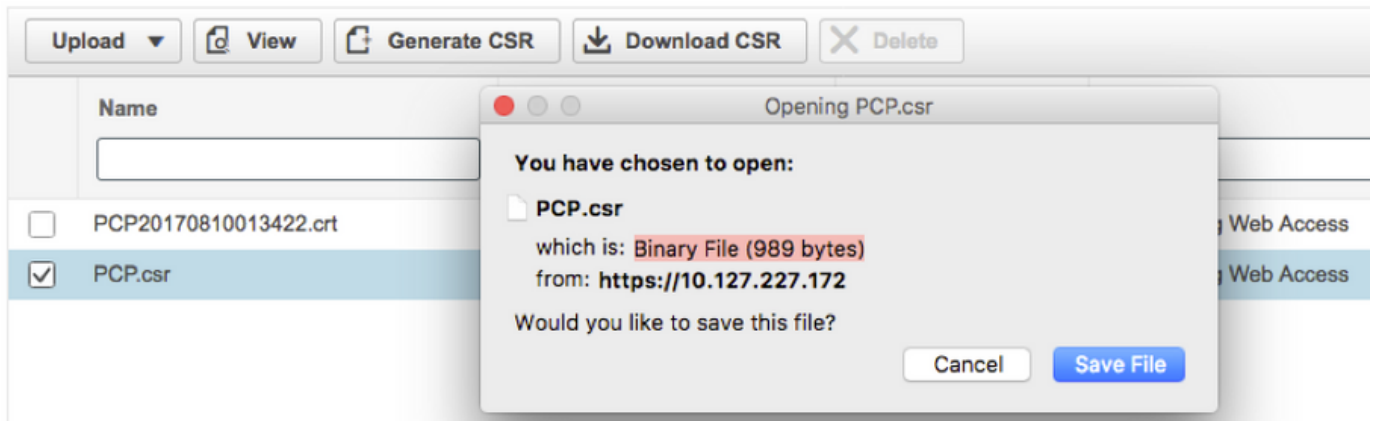 Upload View Generate CSR Download CSR Delete
Name
Opening PCP.csr
You have chosen to open:
PCP.csr
which is: Binary File (989 bytes)
from: https://10.127.227.172
Would you like to save this file?
Cancel Save File
PCP20170810013422.crt
Web Access
PCP.csr
Web Access